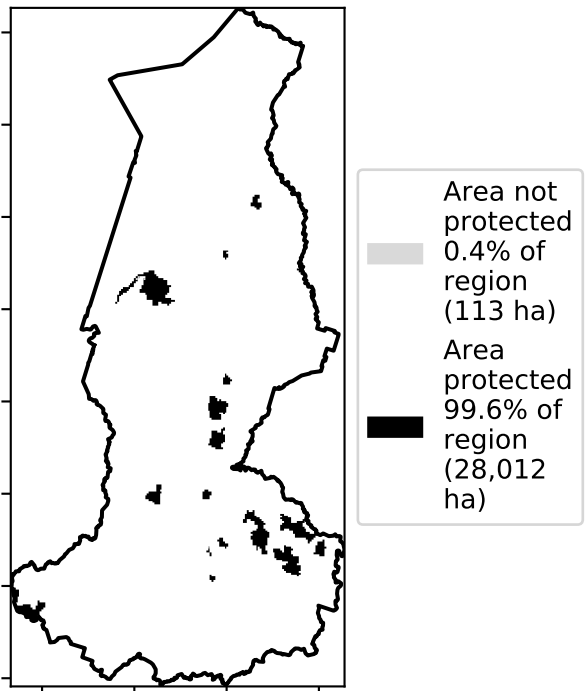 Area not
protected
0.4% of
region
(113 ha)
Area
protected
99.6% of
region
(28,012
ha)